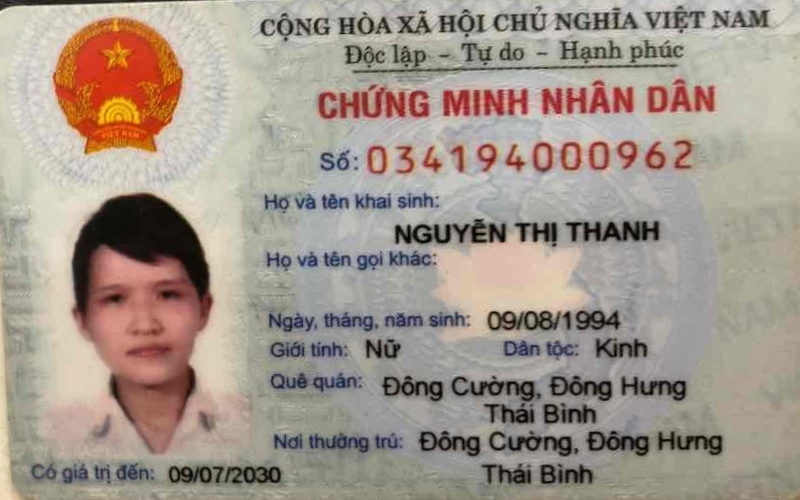 CỘNG HÒA XÃ HỘI CHỦ NGHĨA VIỆT NAM
Độc lập - Tự do - Hạnh phúc
CHỨNG MINH NHÂN DÂN
Số: 034194000962
Họ và tên khai sinh:
NGUYỄN THỊ THANH
Họ và tên gọi khác:
Ngày, tháng, năm sinh: 09/08/1994
Giới tính: Nữ Dân tộc: Kinh
Quê quán: Đông Cường, Đông Hưng
Thái Bình
Nơi thường trú: Đông Cường, Đông Hưng
Thái Bình
Có giá trị đến: 09/07/2030
VIỆT NAM